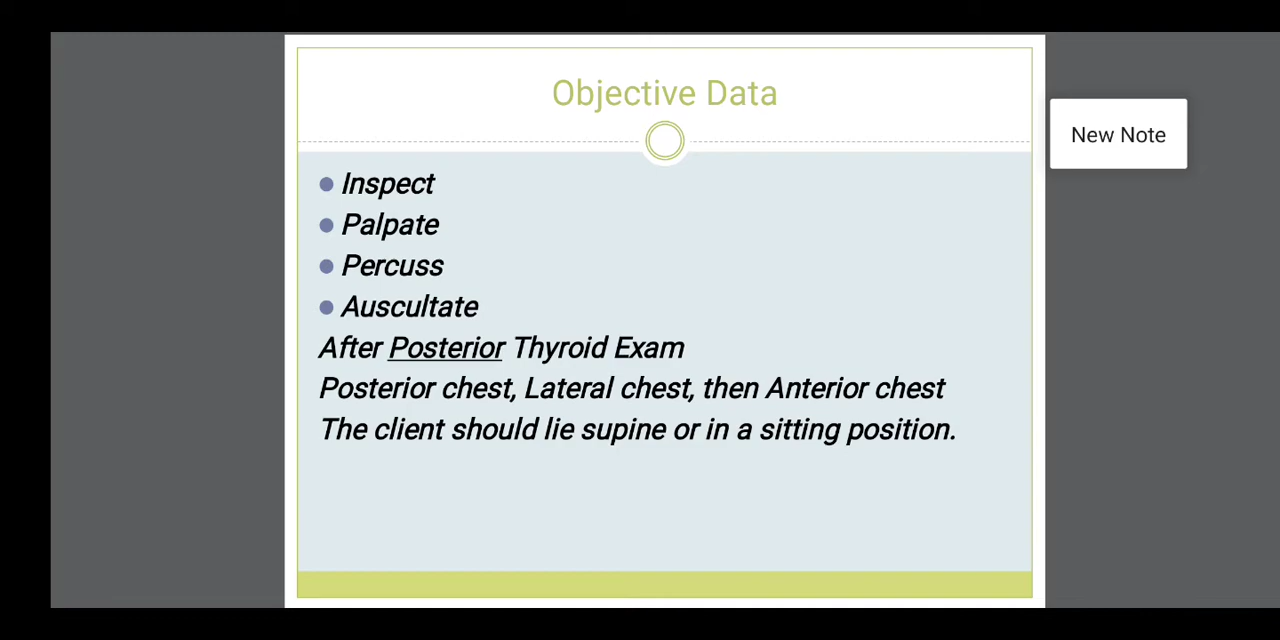 Objective Data
New Note
Inspect
Palpate
Percuss
Auscultate
After Posterior Thyroid Exam
Posterior chest, Lateral chest, then Anterior chest
The client should lie supine or in a sitting position.